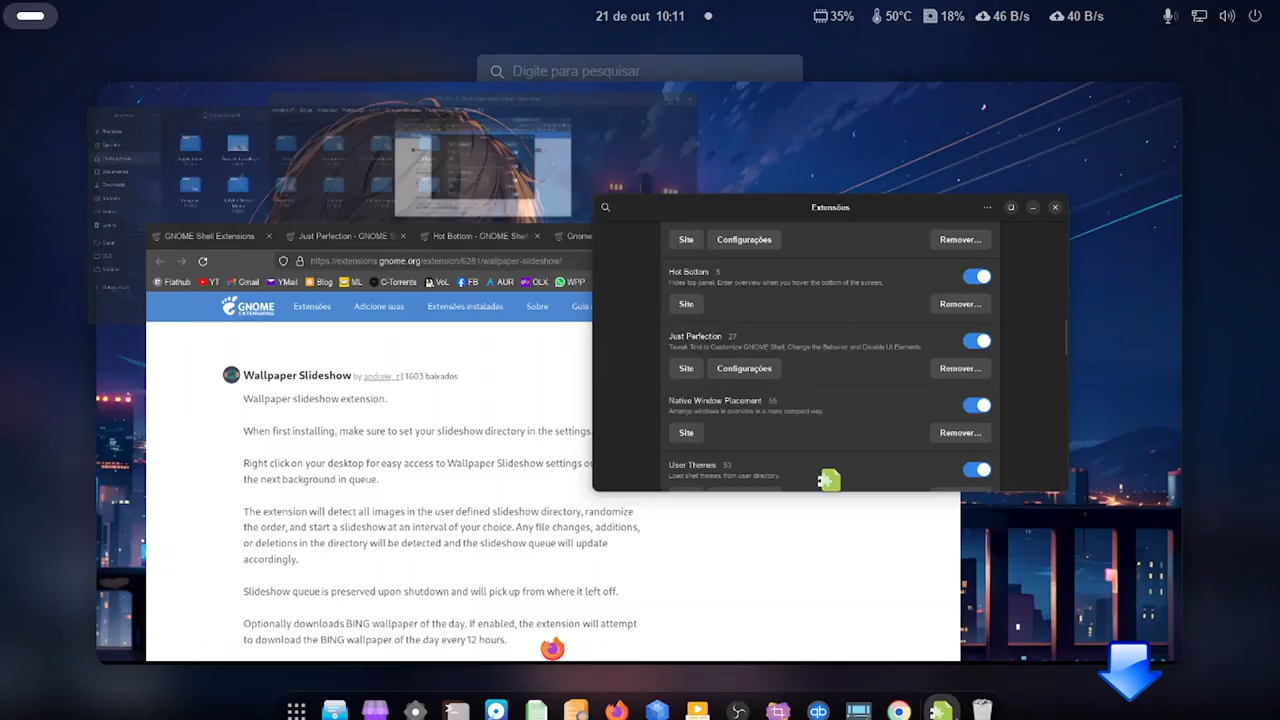 21 de out 10:11
35%
50°C
18%
46 B/s
40 B/s
Digite para pesquisar
GNOME Shell Extensions
Just Perfection - GNOME S
Hot Bottom - GNOME Shell
Gnome
https://extensions.gnome.org/extension/6281/wallpaper-slideshow/
Flathub
YT
Gmail
YMail
Blog
ML
C-Torrents
VoL
FB
AUR
OLX
WPP
GNOME
EXTENSIONS
Extensões
Adicione suas
Extensões instaladas
Sobre
Guia
Wallpaper Slideshow by andrew_z | 1603 baixados
Wallpaper slideshow extension.
When first installing, make sure to set your slideshow directory in the settings.
Right click on your desktop for easy access to Wallpaper Slideshow settings or
the next background in queue.
The extension will detect all images in the user defined slideshow directory, randomize
the order, and start a slideshow at an interval of your choice. Any file changes, additions,
or deletions in the directory will be detected and the slideshow queue will update
accordingly.
Slideshow queue is preserved upon shutdown and will pick up from where it left off.
Optionally downloads BING wallpaper of the day. If enabled, the extension will attempt
to download the BING wallpaper of the day every 12 hours.
Extensões
Site
Configurações
Remover...
Hot Bottom 5
Hides top panel. Enter overview when you hover the bottom of the screen.
Site
Remover...
Just Perfection 27
Tweak Tool to Customize GNOME Shell, Change the Behavior and Disable UI Elements
Site
Configurações
Remover...
Native Window Placement 55
Arrange windows in overview in a more compact way.
Site
Remover...
User Themes 53
Load shell themes from user directory.